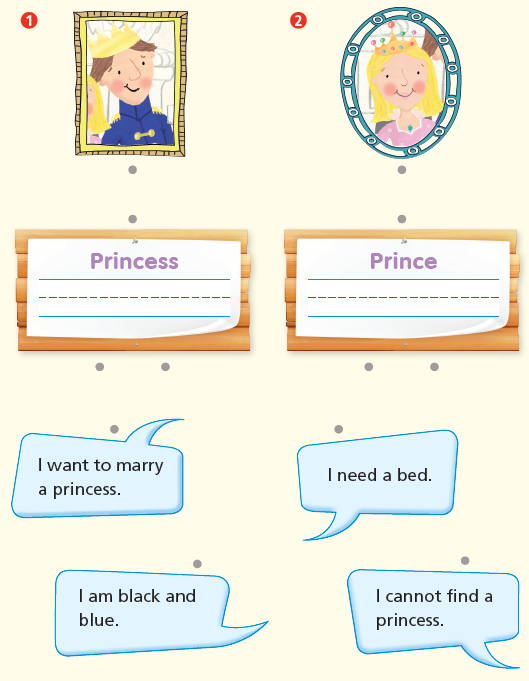 1
2
Princess
Prince
I want to marry
a princess.
I need a bed.
I am black and
blue.
I cannot find a
princess.